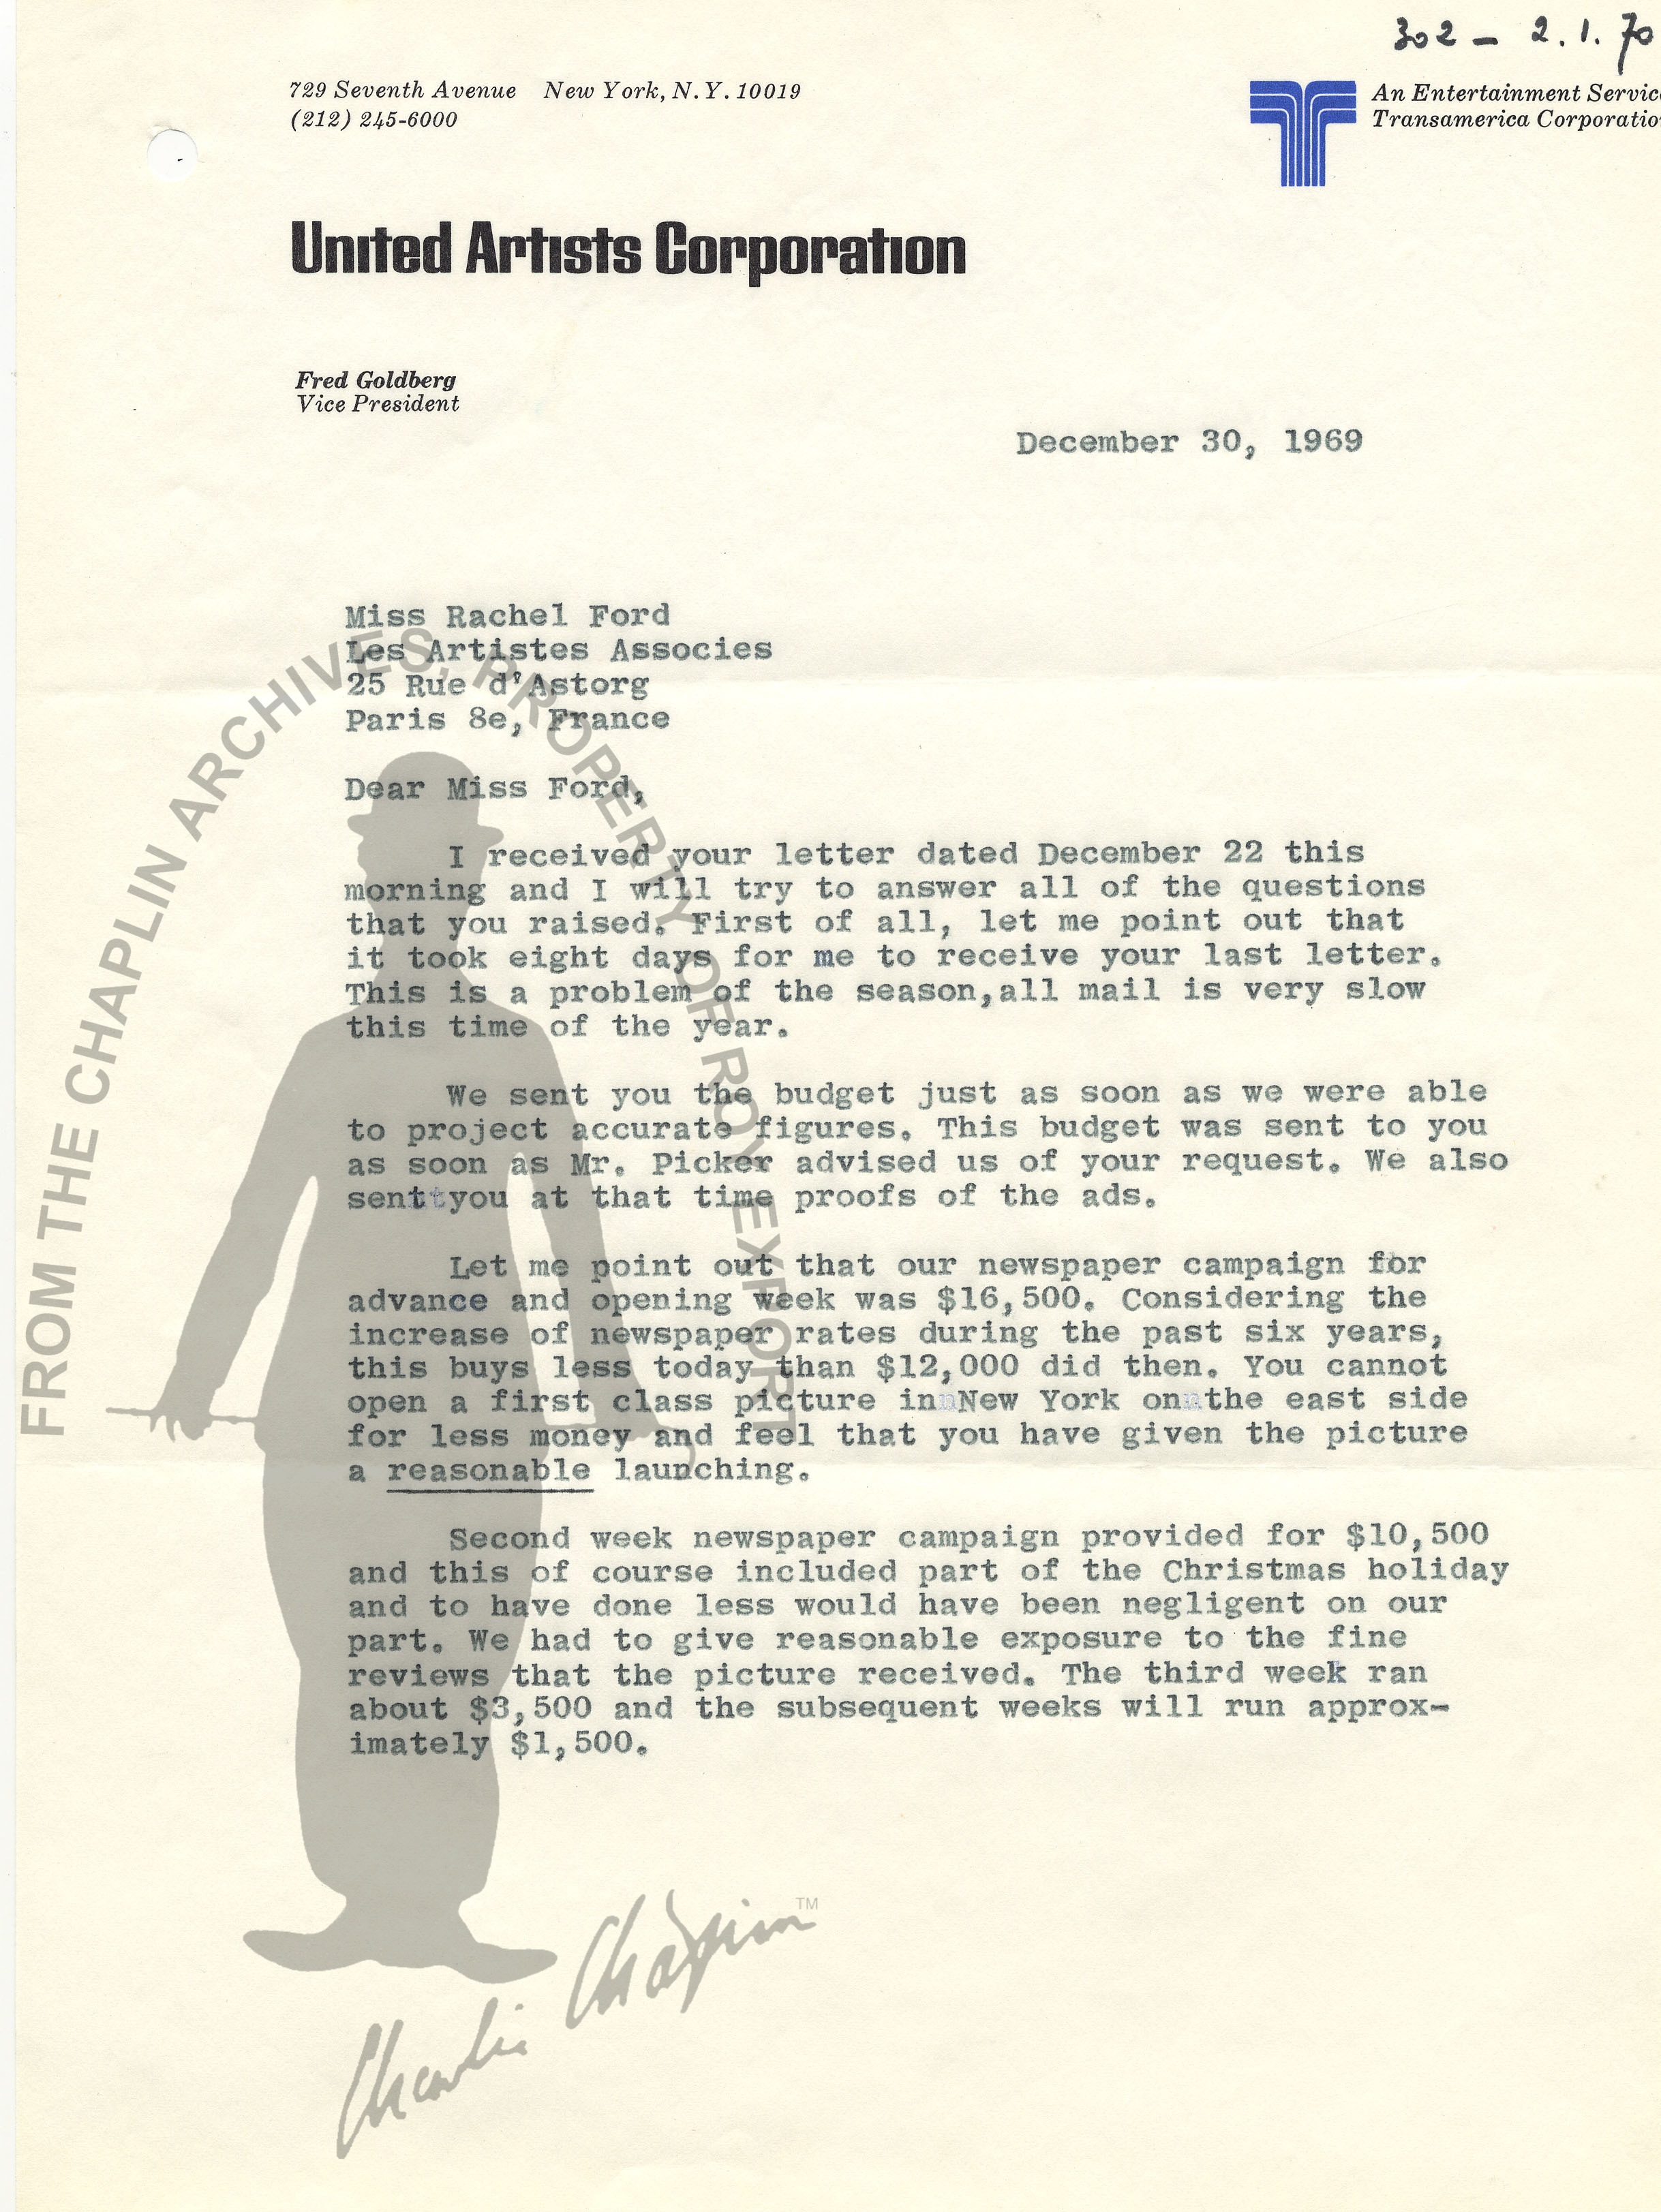 302 - 2.1.70
729 Seventh Avenue New York, N.Y. 10019
(212) 245-6000
An Entertainment Servic
Transamerica Corporatio
United Artists Corporation
Fred Goldberg
Vice President
December 30, 1969
Miss Rachel Ford
Les Artistes Associes
25 Rue d'Astorg
Paris 8e, France
Dear Miss Ford,
I received your letter dated December 22 this
morning and I will try to answer all of the questions
that you raised. First of all, let me point out that
it took eight days for me to receive your last letter.
This is a problem of the season,all mail is very slow
this time of the year.
We sent you the budget just as soon as we were able
to project accurate figures. This budget was sent to you
as soon as Mr. Picker advised us of your request. We also
sent you at that time proofs of the ads.
Let me point out that our newspaper campaign for
advance and opening week was $16,500. Considering the
increase of newspaper rates during the past six years,
this buys less today than $12,000 did then. You cannot
open a first class picture in New York on the east side
for less money and feel that you have given the picture
a reasonable launching.
Second week newspaper campaign provided for $10,500
and this of course included part of the Christmas holiday
and to have done less would have been negligent on our
part. We had to give reasonable exposure to the fine
reviews that the picture received. The third week ran
about $3,500 and the subsequent weeks will run approx-
imately $1,500.
FROM THE CHAPLIN ARCHIVES, PROPERTY OF ROY EXPORT
Charlie Chaplin TM